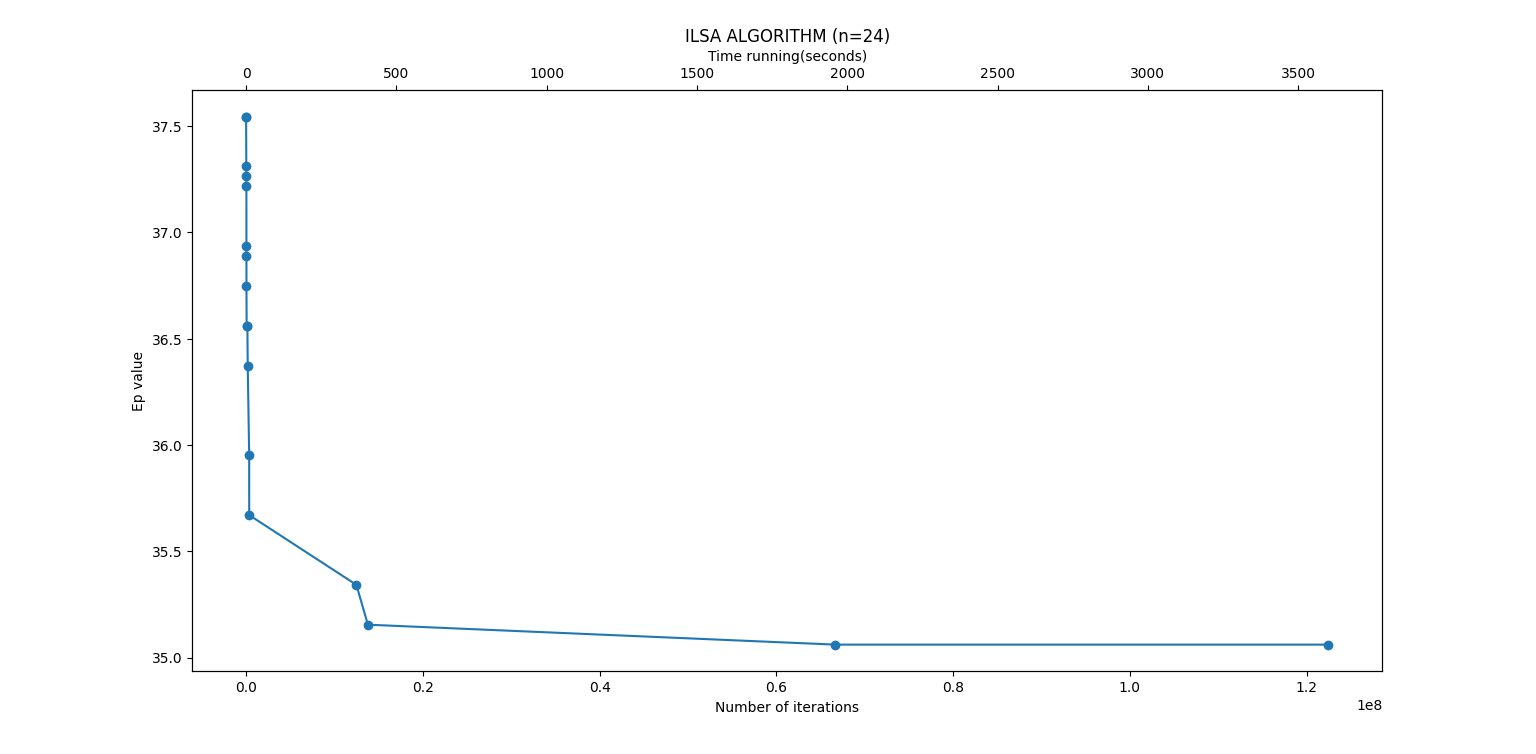 ILSA ALGORITHM (n=24)
Time running(seconds)
0 500 1000 1500 2000 2500 3000 3500
37.5
37.0
36.5
36.0
35.5
35.0
Ep value
0.0 0.2 0.4 0.6 0.8 1.0 1.2
1e8
Number of iterations